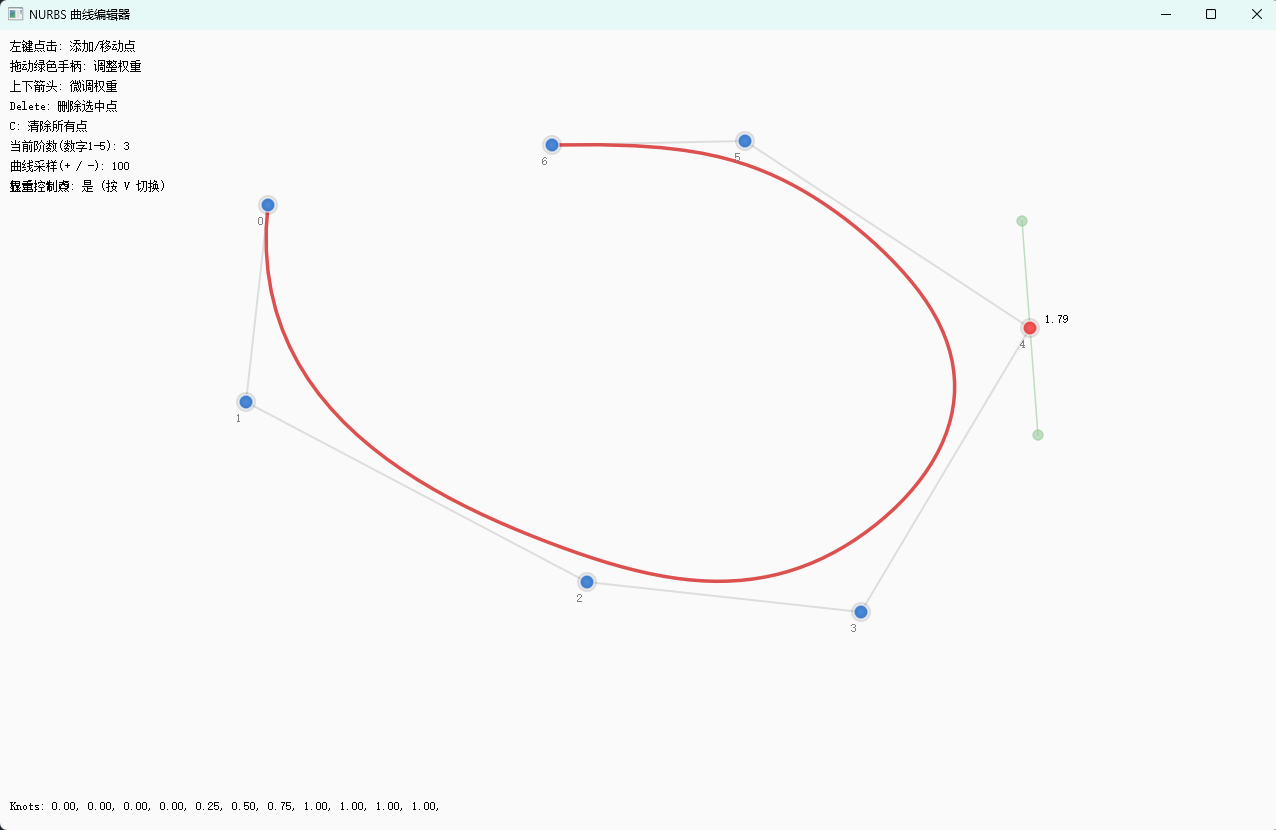 NURBS 曲线编辑器
左键点击: 添加/移动点
拖动绿色手柄: 调整权重
上下箭头: 微调权重
Delete: 删除选中点
C: 清除所有点
当前阶数(数字1-5): 3
曲线采样(+ / -): 100
控制点: 是 (按 V 切换)
6
5
0
1.79
4
1
2
3
Knots: 0.00, 0.00, 0.00, 0.00, 0.25, 0.50, 0.75, 1.00, 1.00, 1.00, 1.00,